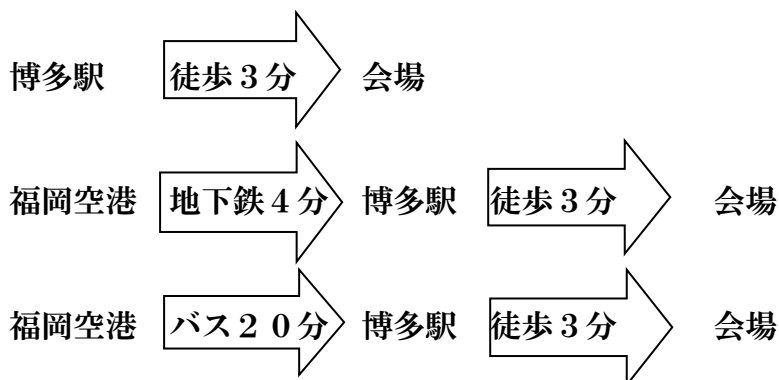 博多駅 徒歩３分 会場
福岡空港 地下鉄４分 博多駅 徒歩３分 会場
福岡空港 バス２０分 博多駅 徒歩３分 会場